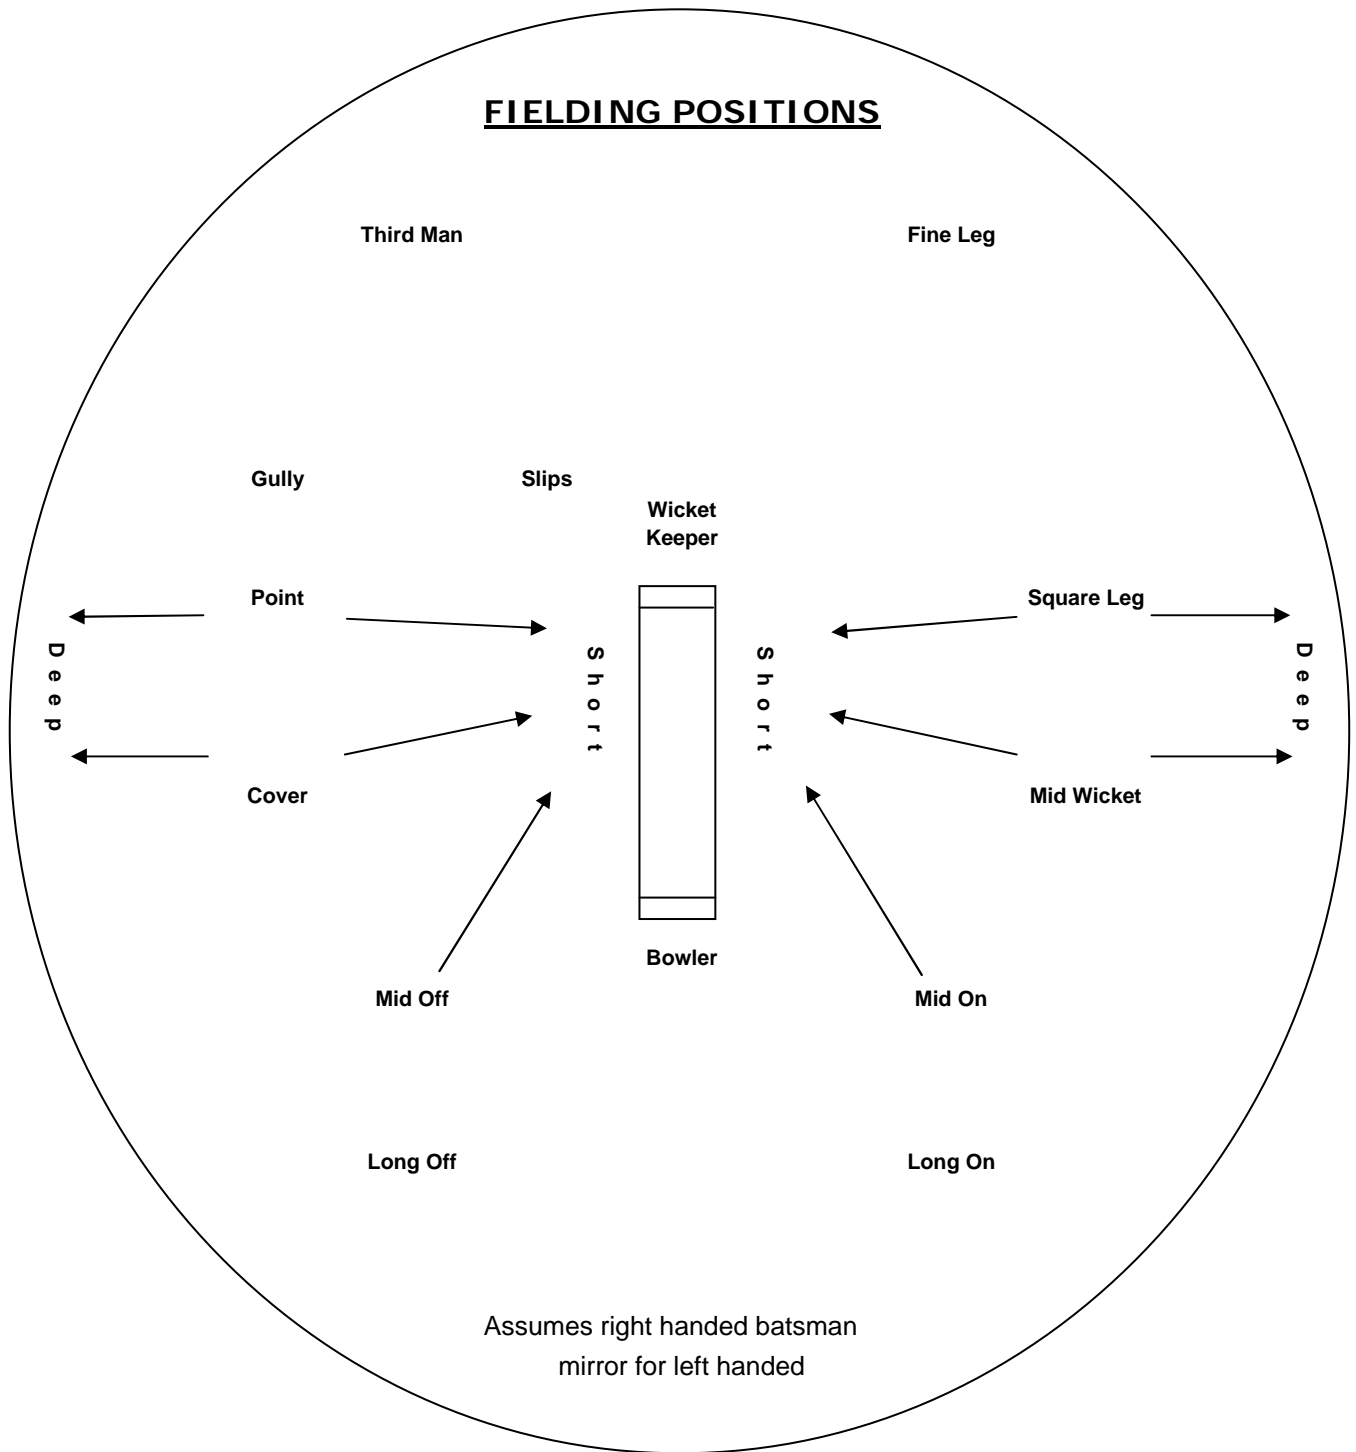 FIELDING POSITIONS
Third Man
Fine Leg
Gully
Slips
Wicket
Keeper
Point
Square Leg
Deep
Short
Short
Deep
Cover
Mid Wicket
Bowler
Mid Off
Mid On
Long Off
Long On
Assumes right handed batsman
mirror for left handed